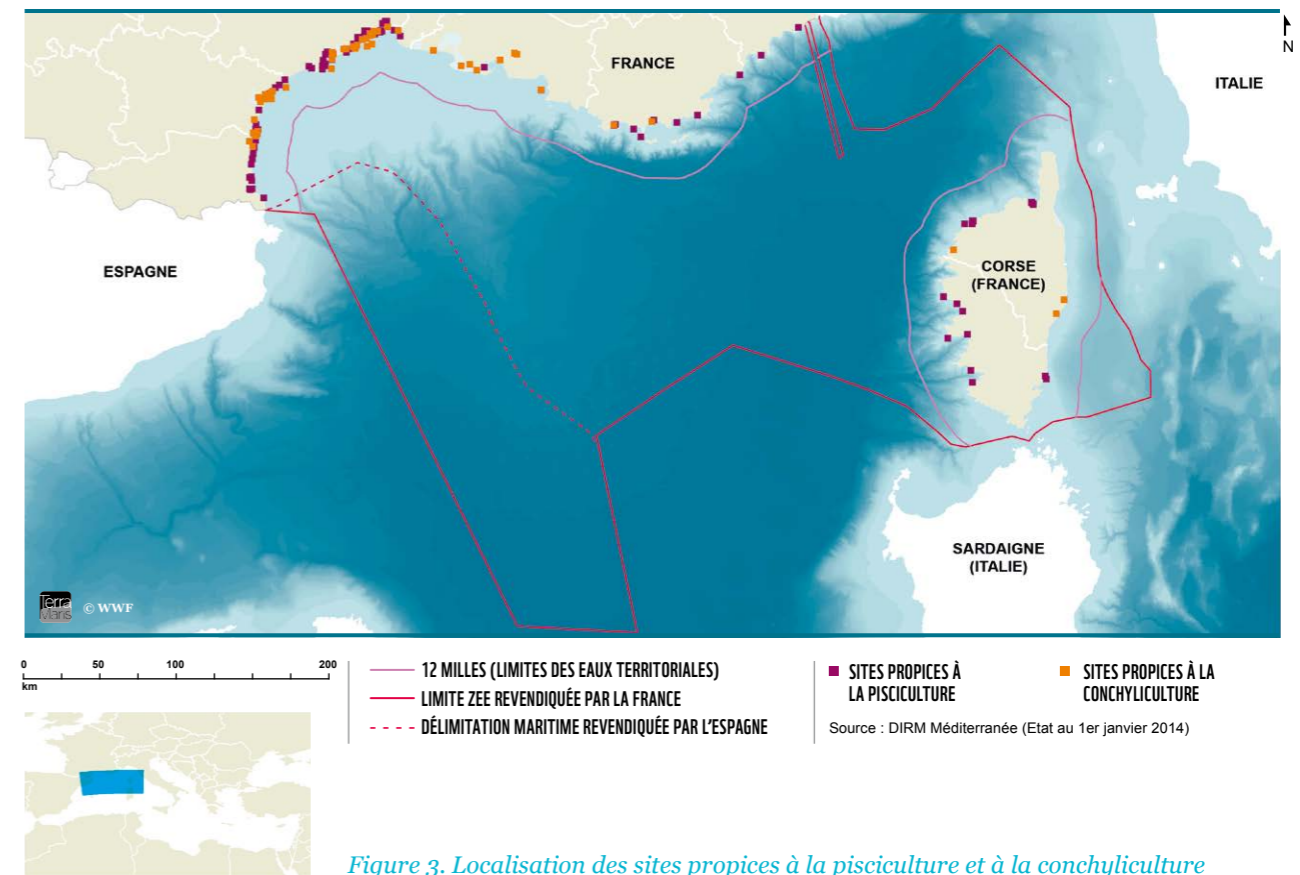 N
FRANCE
ITALIE
ESPAGNE
CORSE
(FRANCE)
SARDAIGNE
(ITALIE)
Terra
Maris
© WWF
0 50 100 200
km
12 MILLES (LIMITES DES EAUX TERRITORIALES)
LIMITE ZEE REVENDIQUÉE PAR LA FRANCE
DÉLIMITATION MARITIME REVENDIQUÉE PAR L'ESPAGNE
SITES PROPICES À
LA PISCICULTURE
SITES PROPICES À LA
CONCHYLICULTURE
Source : DIRM Méditerranée (Etat au 1er janvier 2014)
Figure 3. Localisation des sites propices à la pisciculture et à la conchyliculture